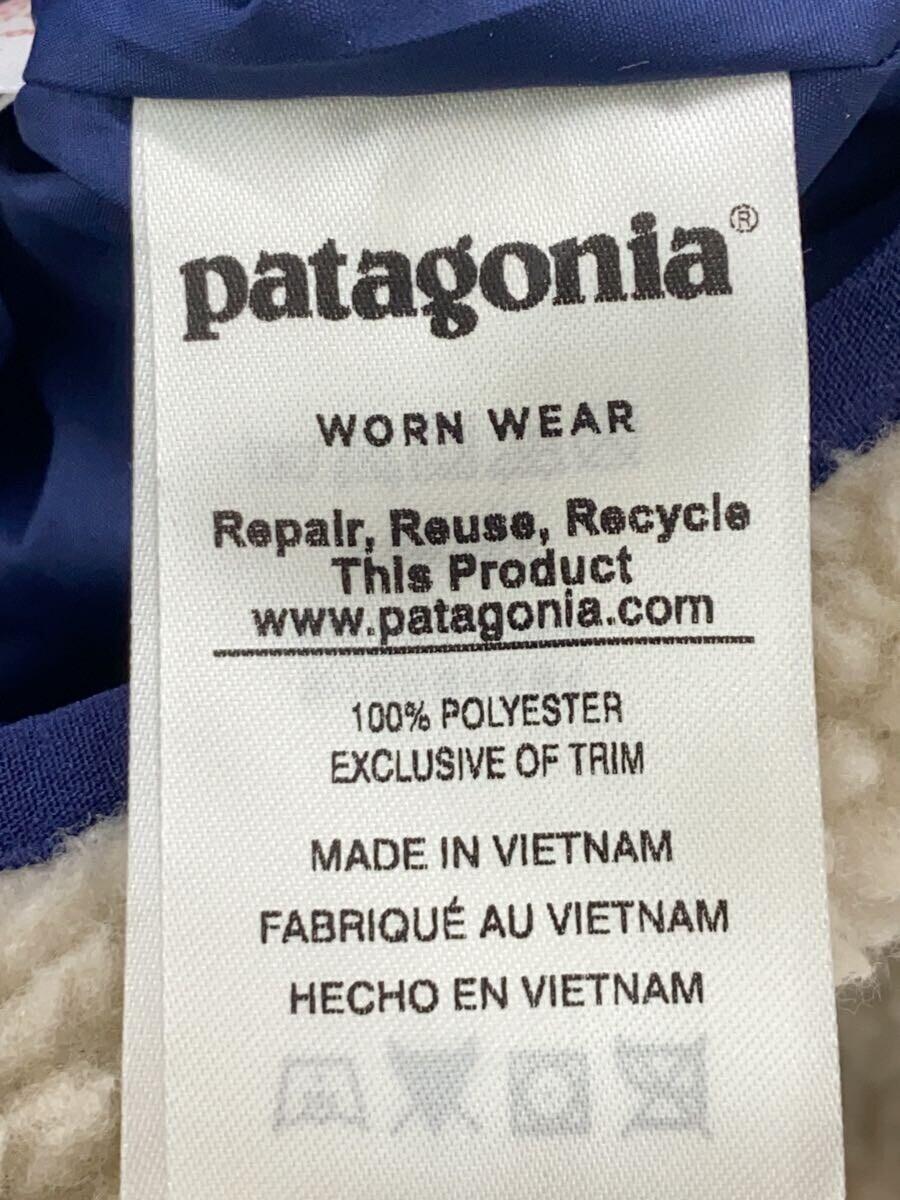 patagonia®
WORN WEAR
Repair, Reuse, Recycle
This Product
www.patagonia.com
100% POLYESTER
EXCLUSIVE OF TRIM
MADE IN VIETNAM
FABRIQUÉ AU VIETNAM
HECHO EN VIETNAM